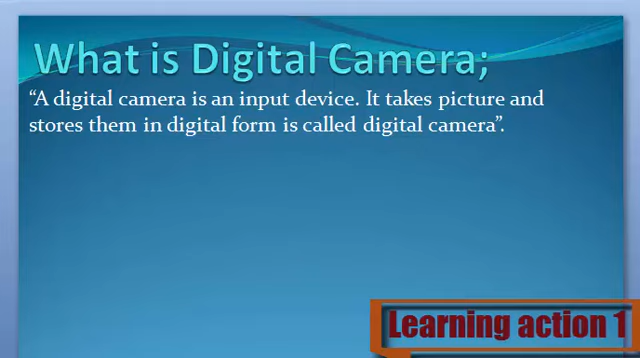 What is Digital Camera;
“A digital camera is an input device. It takes picture and
stores them in digital form is called digital camera”.
Learning action 1